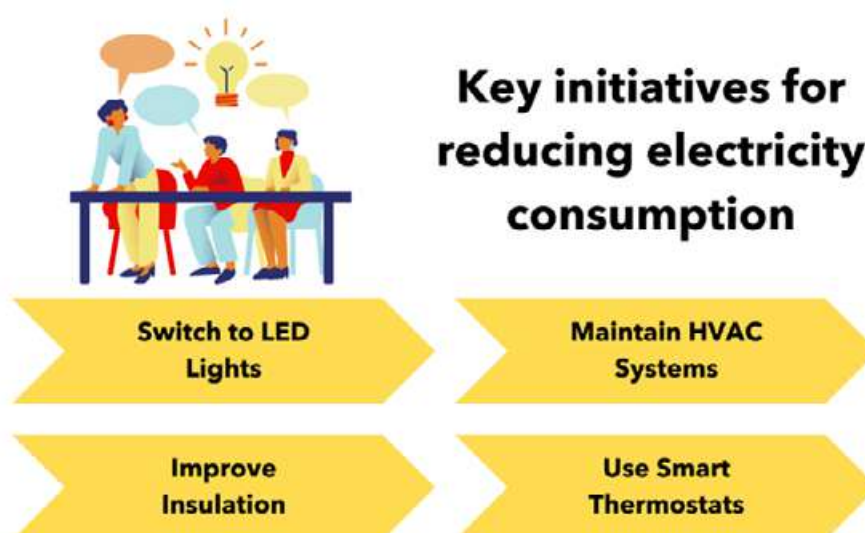 Key initiatives for
reducing electricity
consumption
Switch to LED
Lights
Maintain HVAC
Systems
Improve
Insulation
Use Smart
Thermostats